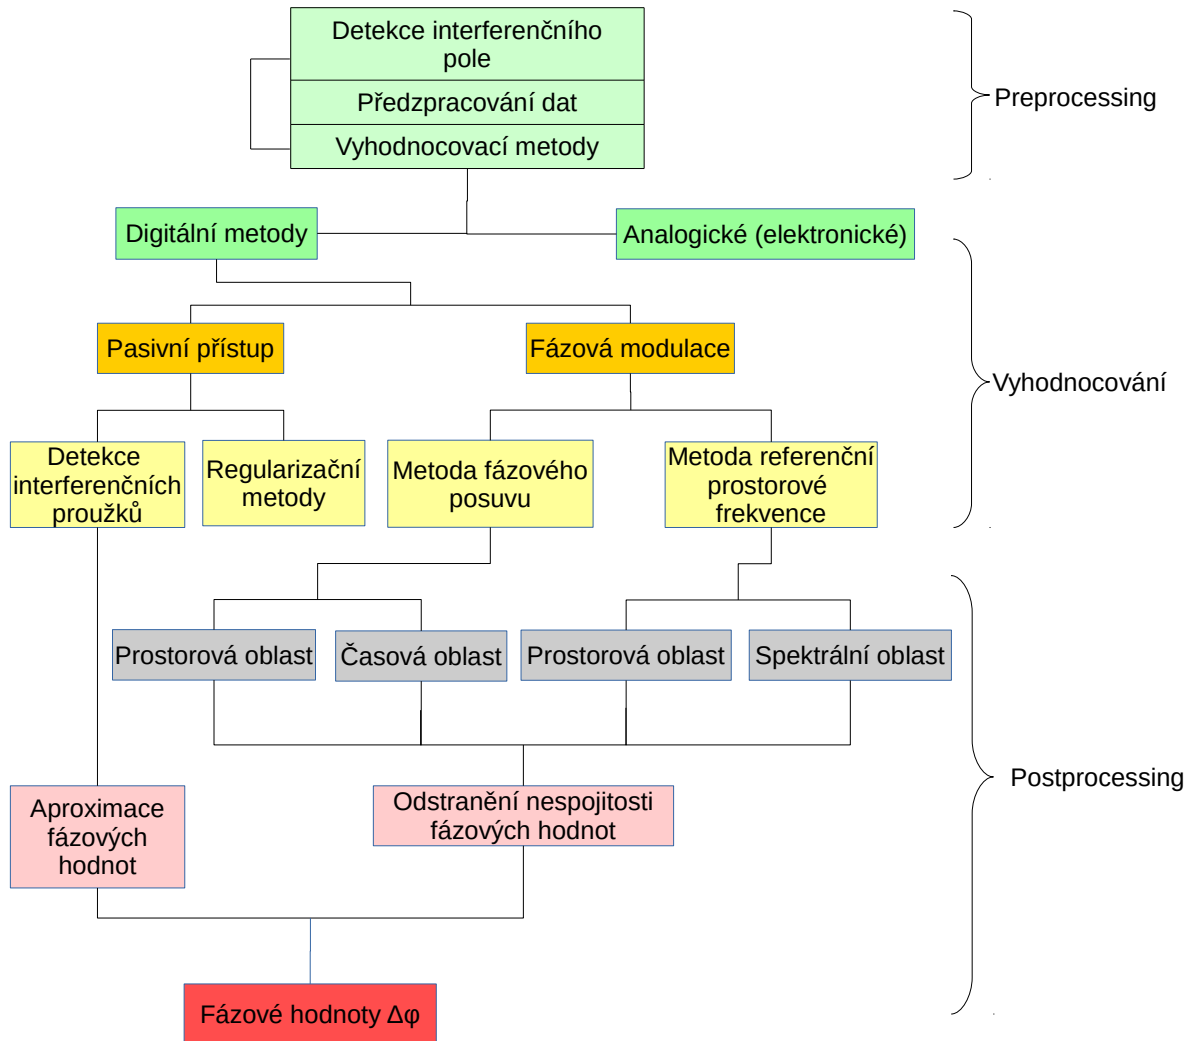 Detekce interferenčního
pole
Předzpracování dat
Vyhodnocovací metody
Preprocessing
Digitální metody
Analogické (elektronické)
Pasivní přístup
Fázová modulace
Vyhodnocování
Detekce
interferenčních
proužků
Regularizační
metody
Metoda fázového
posuvu
Metoda referenční
prostorové
frekvence
Prostorová oblast
Časová oblast
Prostorová oblast
Spektrální oblast
Postprocessing
Aproximace
fázových
hodnot
Odstranění nespojitosti
fázových hodnot
Fázové hodnoty Δφ